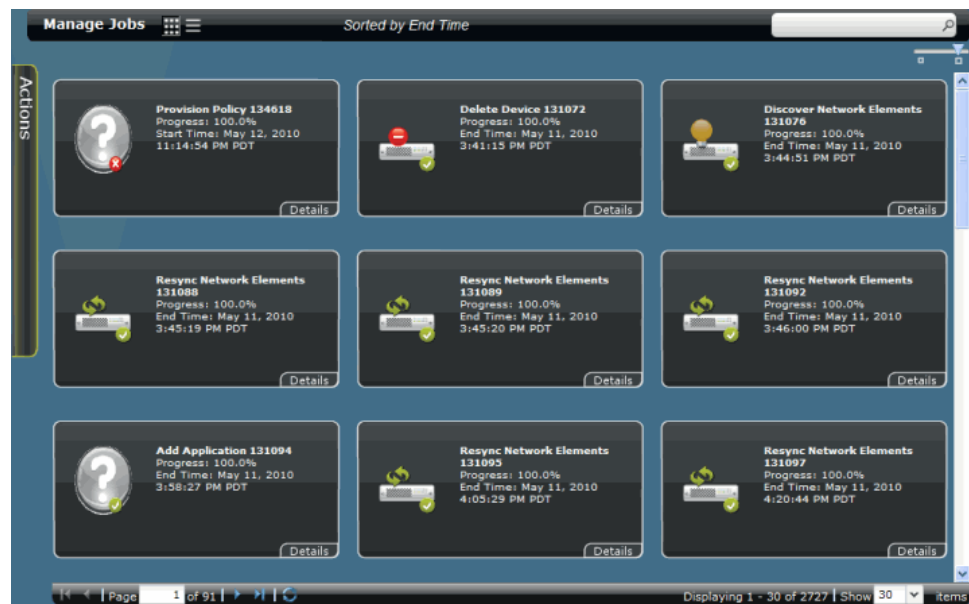 Manage Jobs
Sorted by End Time
Actions
Provision Policy 134618
Progress: 100.0%
Start Time: May 12, 2010
11:14:54 PM PDT
Details
Delete Device 131072
Progress: 100.0%
End Time: May 11, 2010
3:41:15 PM PDT
Details
Discover Network Elements
131076
Progress: 100.0%
End Time: May 11, 2010
3:44:51 PM PDT
Details
Resync Network Elements
131088
Progress: 100.0%
End Time: May 11, 2010
3:45:19 PM PDT
Details
Resync Network Elements
131089
Progress: 100.0%
End Time: May 11, 2010
3:45:20 PM PDT
Details
Resync Network Elements
131092
Progress: 100.0%
End Time: May 11, 2010
3:46:00 PM PDT
Details
Add Application 131094
Progress: 100.0%
End Time: May 11, 2010
3:58:27 PM PDT
Details
Resync Network Elements
131095
Progress: 100.0%
End Time: May 11, 2010
4:05:29 PM PDT
Details
Resync Network Elements
131097
Progress: 100.0%
End Time: May 11, 2010
4:20:44 PM PDT
Details
Page 1 of 91
Displaying 1 - 30 of 2727 Show 30 items